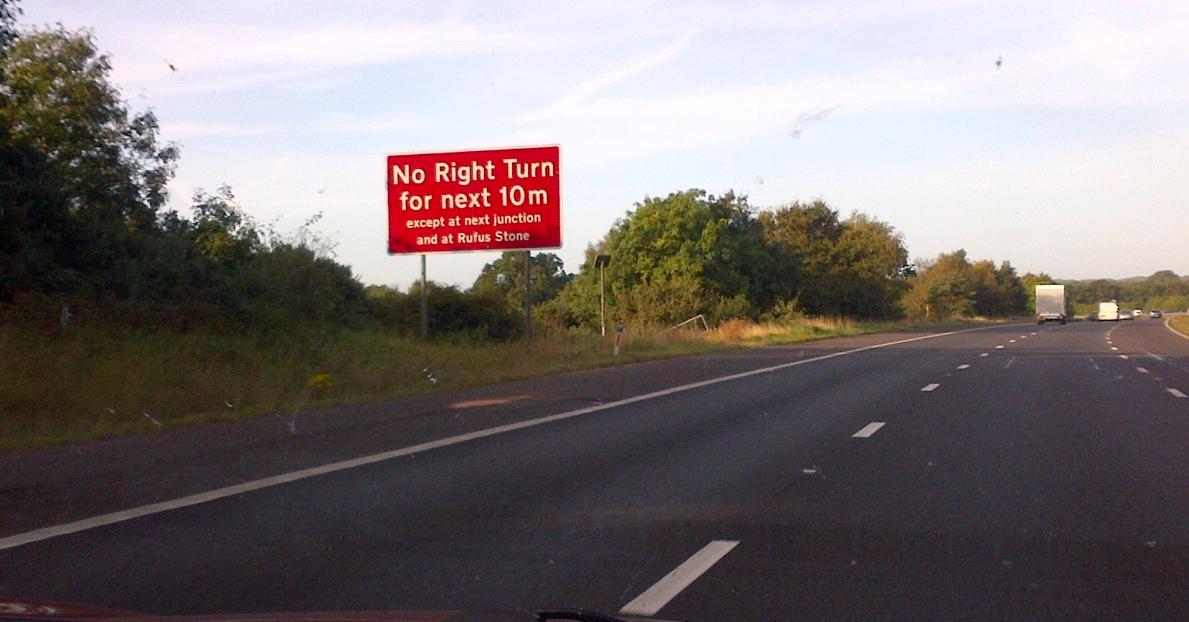 No Right Turn
for next 10m
except at next junction
and at Rufus Stone